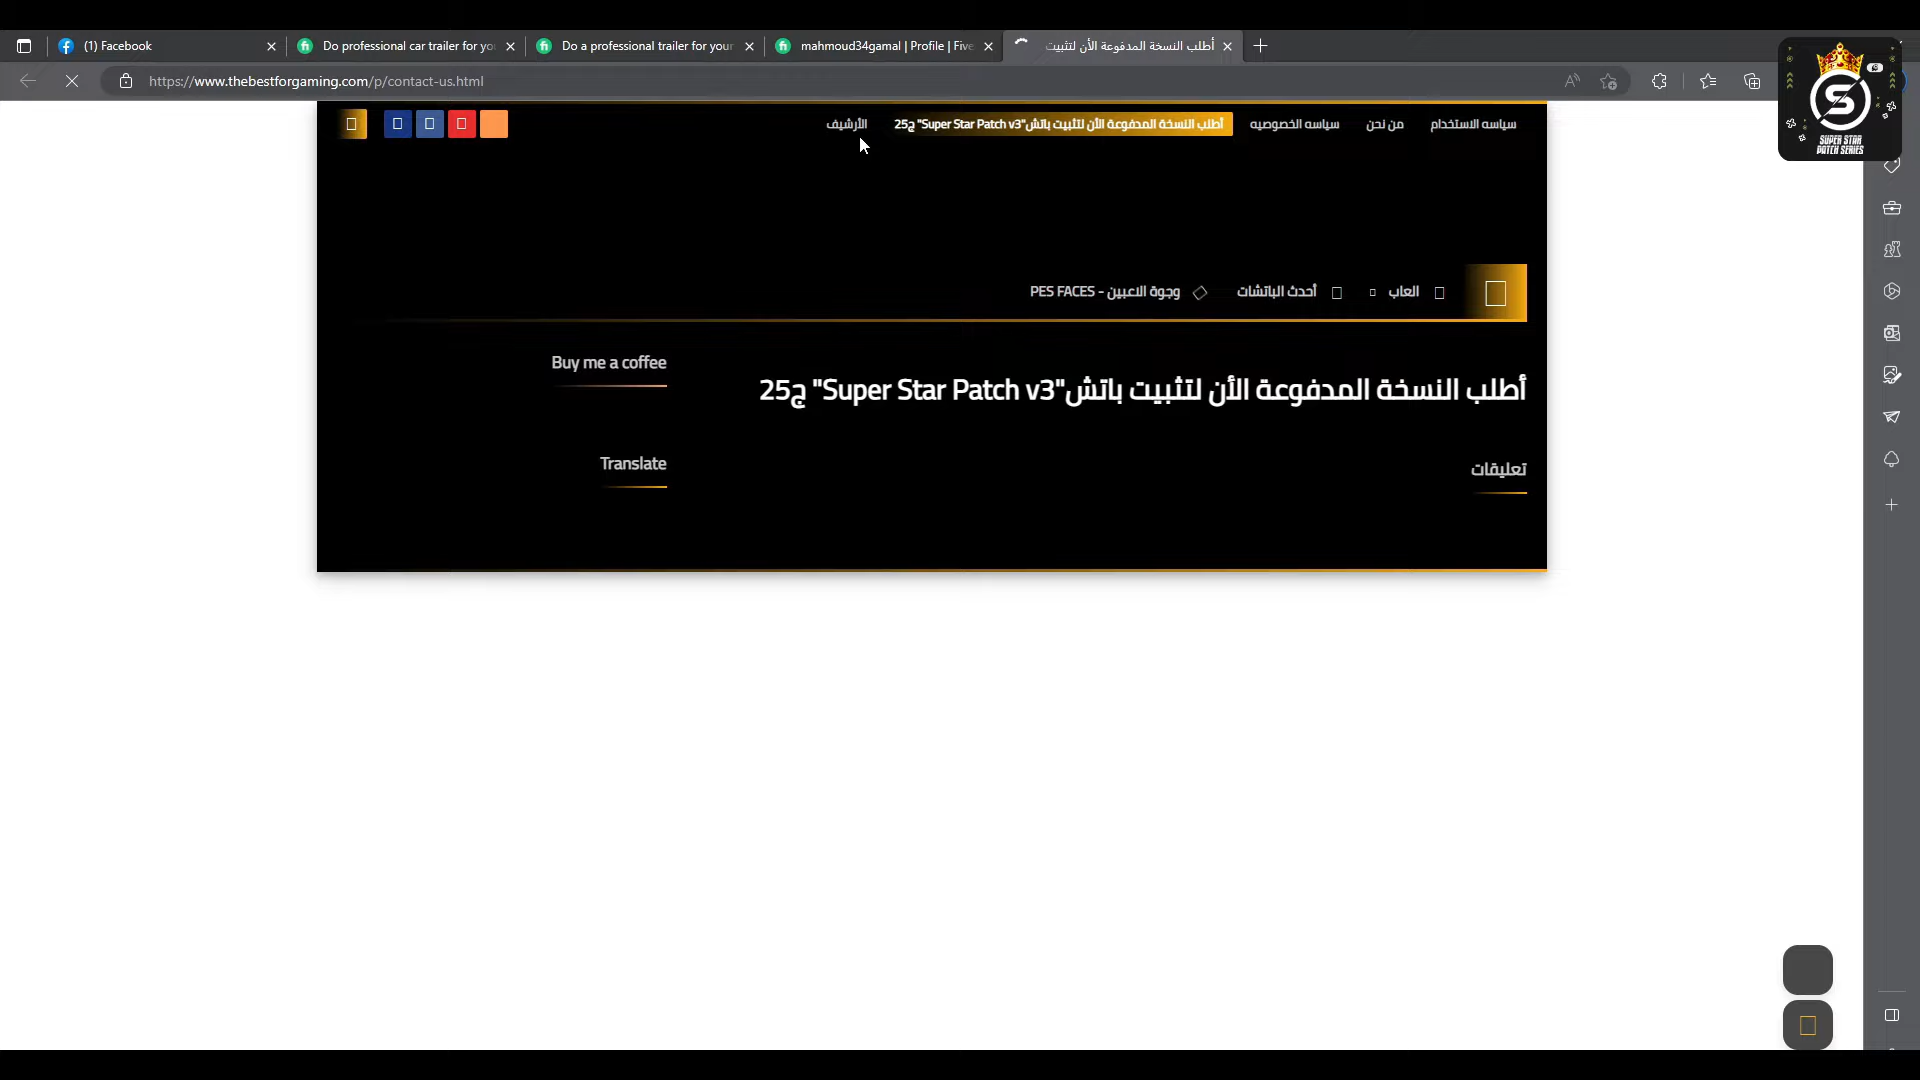 (1) Facebook
Do professional car trailer for you
Do a professional trailer for your
mahmoud34gamal | Profile | Five
أطلب النسخة المدفوعة الأن لتثبيت
https://www.thebestforgaming.com/p/contact-us.html
SUPER STAR
PATCH SERIES
سياسه الاستخدام
من نحن
سياسه الخصوصيه
أطلب النسخة المدفوعة الأن لتثبيت باتش"Super Star Patch v3" ج25
الأرشيف
العاب
أحدث الباتشات
وجوة الاعبين - PES FACES
Buy me a coffee
أطلب النسخة المدفوعة الأن لتثبيت باتش"Super Star Patch v3" ج25
Translate
تعليقات